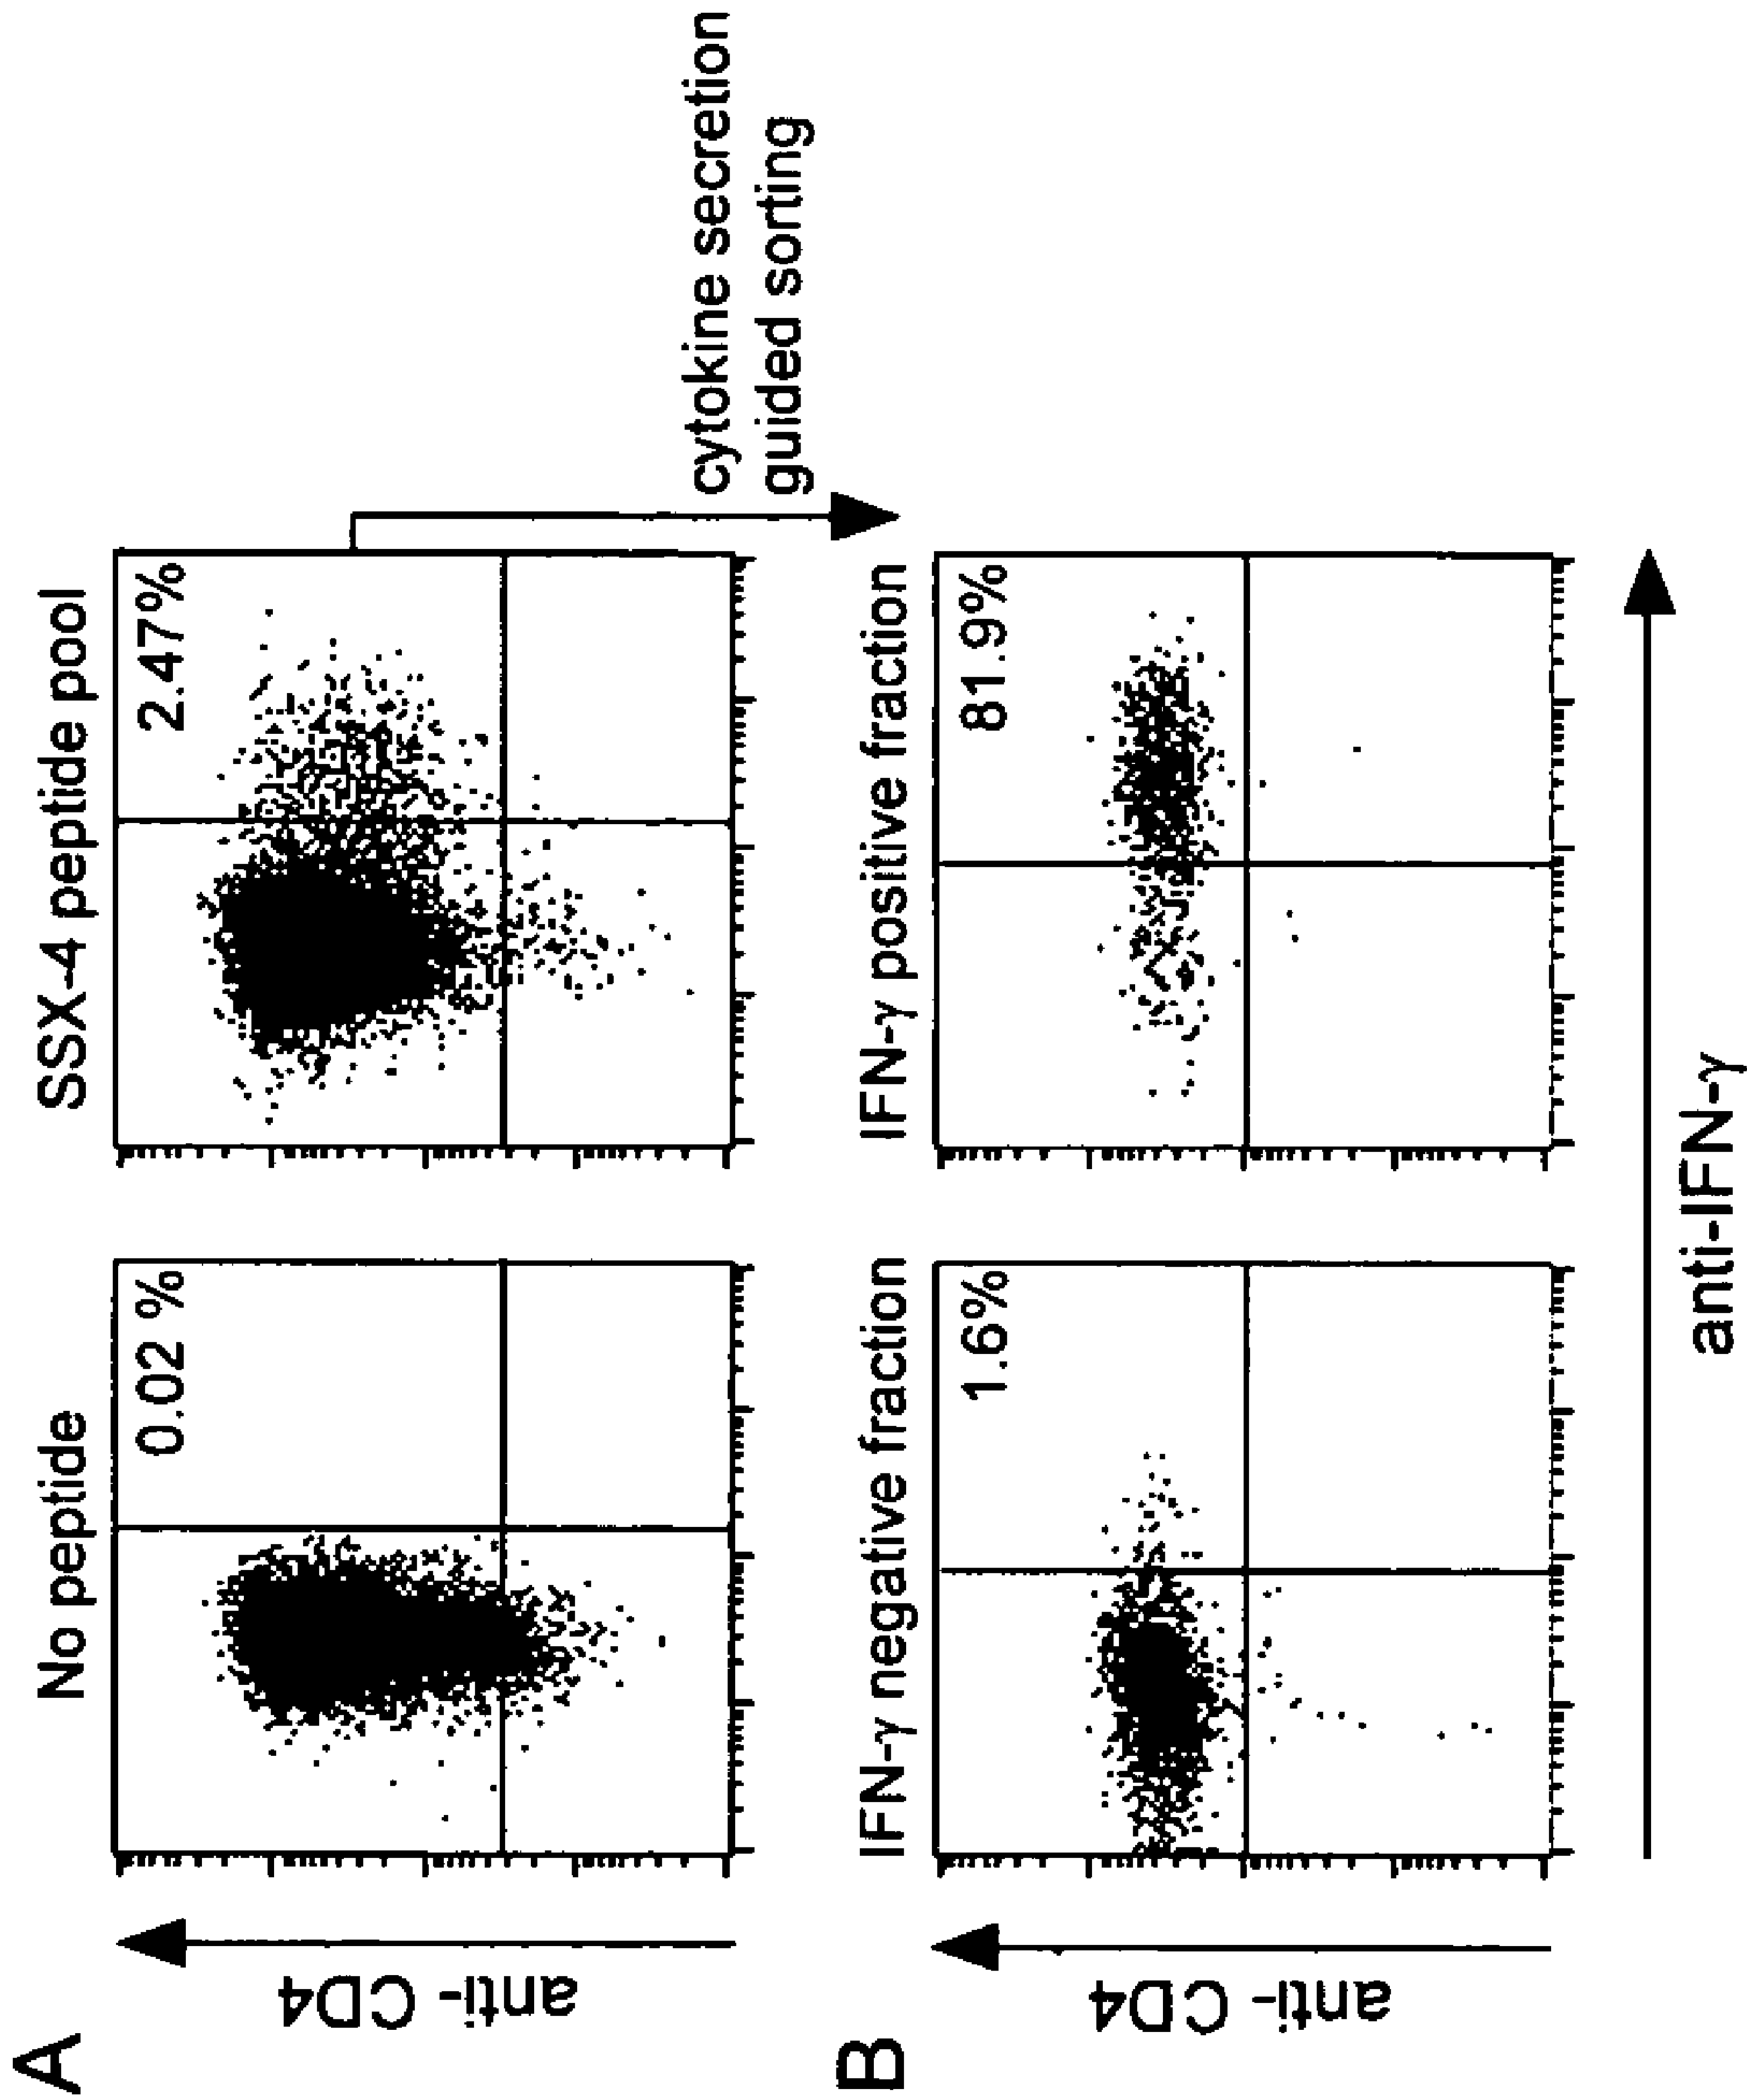 A
No peptide
SSX-4 peptide pool
0.02 %
2.47%
anti- CD4
cytokine secretion
guided sorting
B
IFN-γ negative fraction
IFN-γ positive fraction
1.6%
81.9%
anti- CD4
anti-IFN-γ